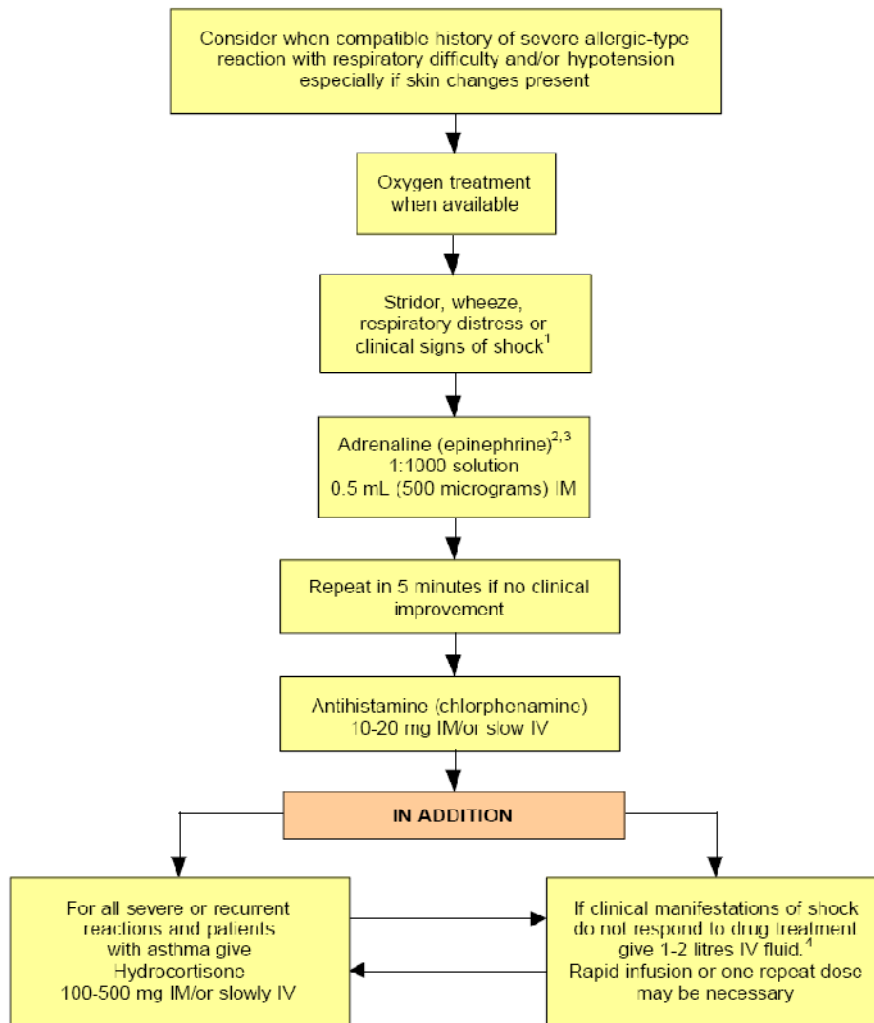 Consider when compatible history of severe allergic-type
reaction with respiratory difficulty and/or hypotension
especially if skin changes present
Oxygen treatment
when available
Stridor, wheeze,
respiratory distress or
clinical signs of shock¹
Adrenaline (epinephrine)²,³
1:1000 solution
0.5 mL (500 micrograms) IM
Repeat in 5 minutes if no clinical
improvement
Antihistamine (chlorphenamine)
10-20 mg IM/or slow IV
IN ADDITION
For all severe or recurrent
reactions and patients
with asthma give
Hydrocortisone
100-500 mg IM/or slowly IV
If clinical manifestations of shock
do not respond to drug treatment
give 1-2 litres IV fluid.⁴
Rapid infusion or one repeat dose
may be necessary